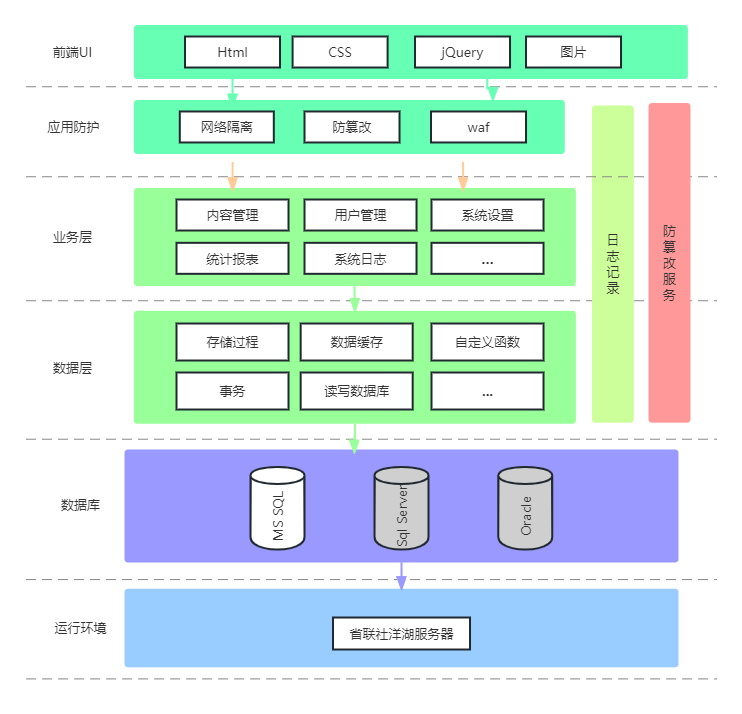 前端UI
Html
CSS
jQuery
图片
应用防护
网络隔离
防篡改
waf
业务层
内容管理
用户管理
系统设置
统计报表
系统日志
...
日志记录
防篡改服务
数据层
存储过程
数据缓存
自定义函数
事务
读写数据库
...
数据库
MS SQL
Sql Server
Oracle
运行环境
省联社洋湖服务器